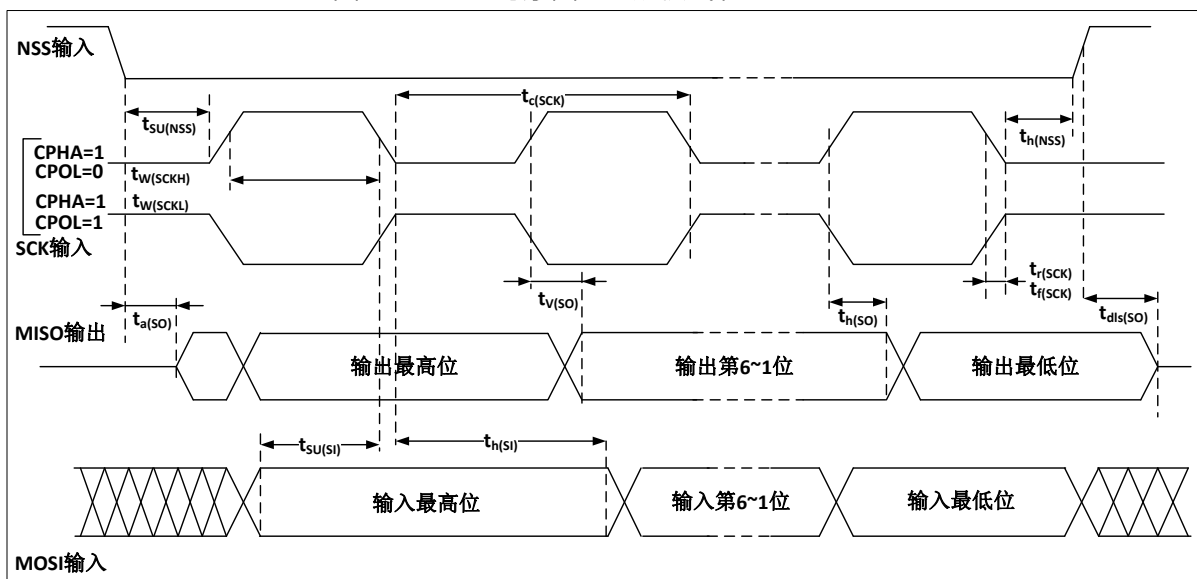 NSS输入
tSU(NSS)
tc(SCK)
th(NSS)
CPHA=1
CPOL=0
tW(SCKH)
CPHA=1
CPOL=1
tW(SCKL)
SCK输入
ta(SO)
tV(SO)
th(SO)
tr(SCK)
tf(SCK)
tdis(SO)
MISO输出
输出最高位
输出第6~1位
输出最低位
tSU(SI)
th(SI)
输入最高位
输入第6~1位
输入最低位
MOSI输入